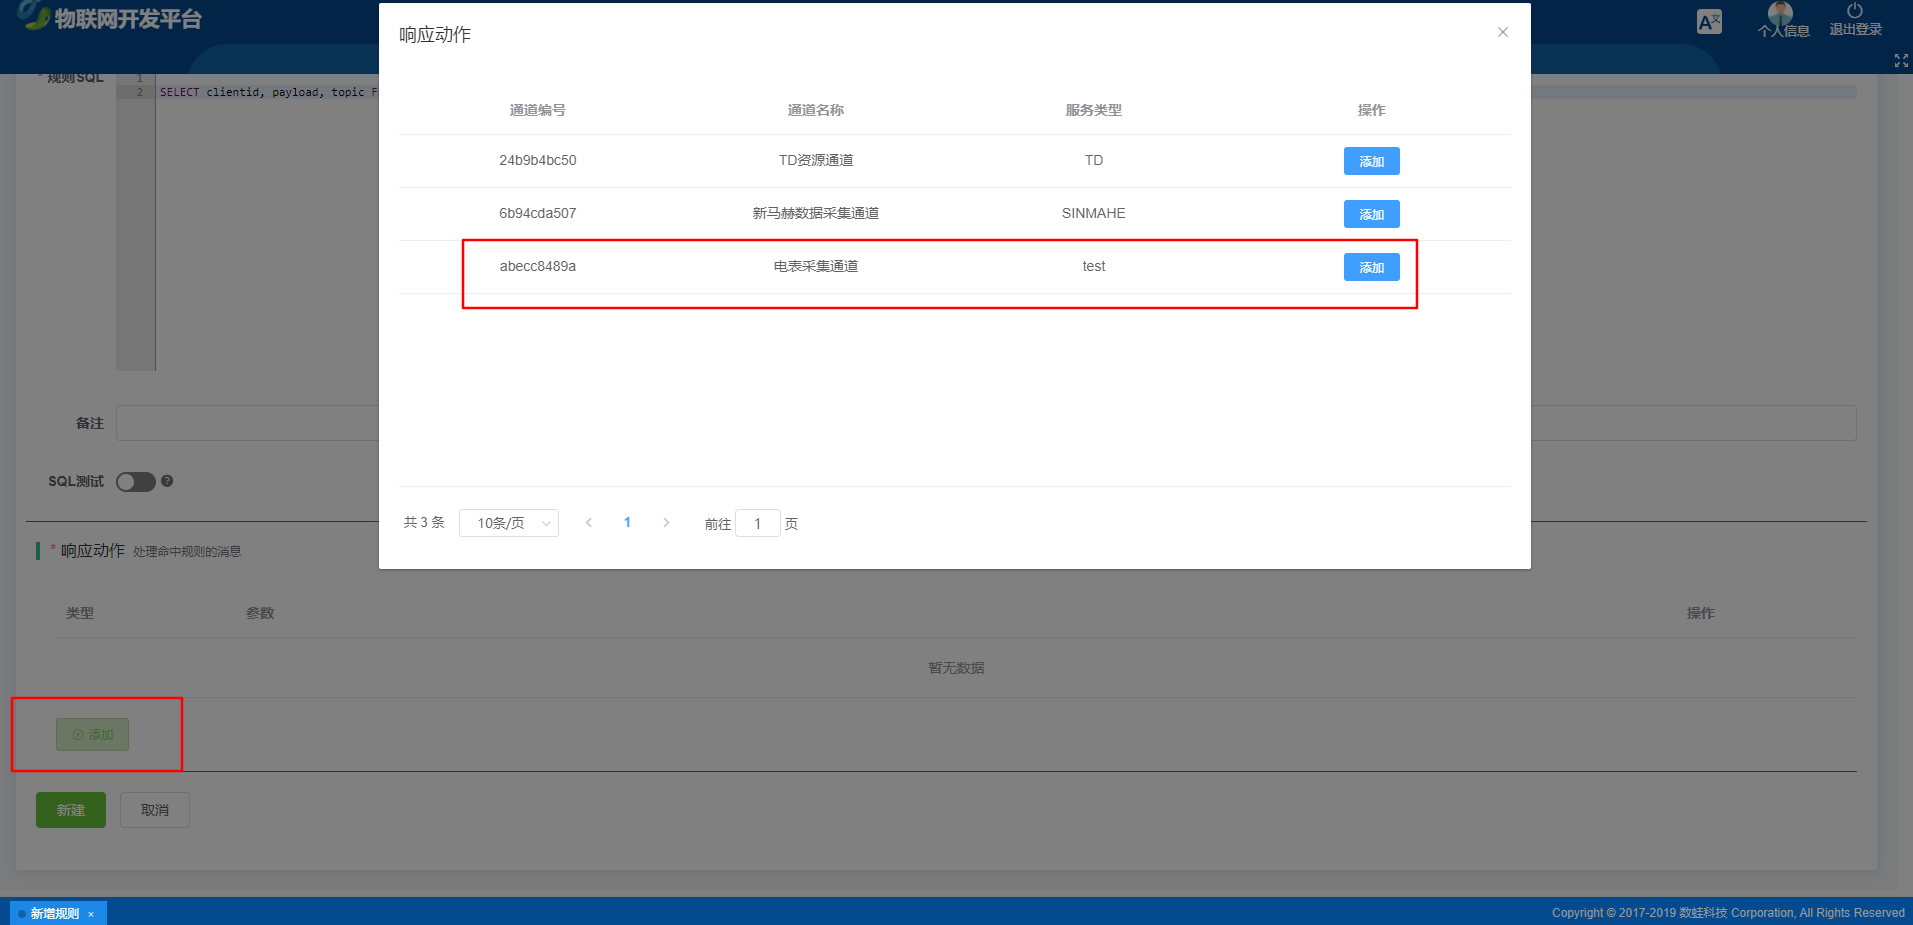 物联网开发平台
A文
个人信息
退出登录
* 规则SQL
1
2 SELECT clientid, payload, topic F
响应动作
通道编号 通道名称 服务类型 操作
24b9b4bc50 TD资源通道 TD 添加
6b94cda507 新马赫数据采集通道 SINMAHE 添加
abecc8489a 电表采集通道 test 添加
共 3 条 10条/页 1 前往 1 页
备注
SQL测试 ?
* 响应动作 处理命中规则的消息
类型 参数 操作
暂无数据
添加
新建 取消
新增规则 ×
Copyright © 2017-2019 数蛙科技 Corporation, All Rights Reserved